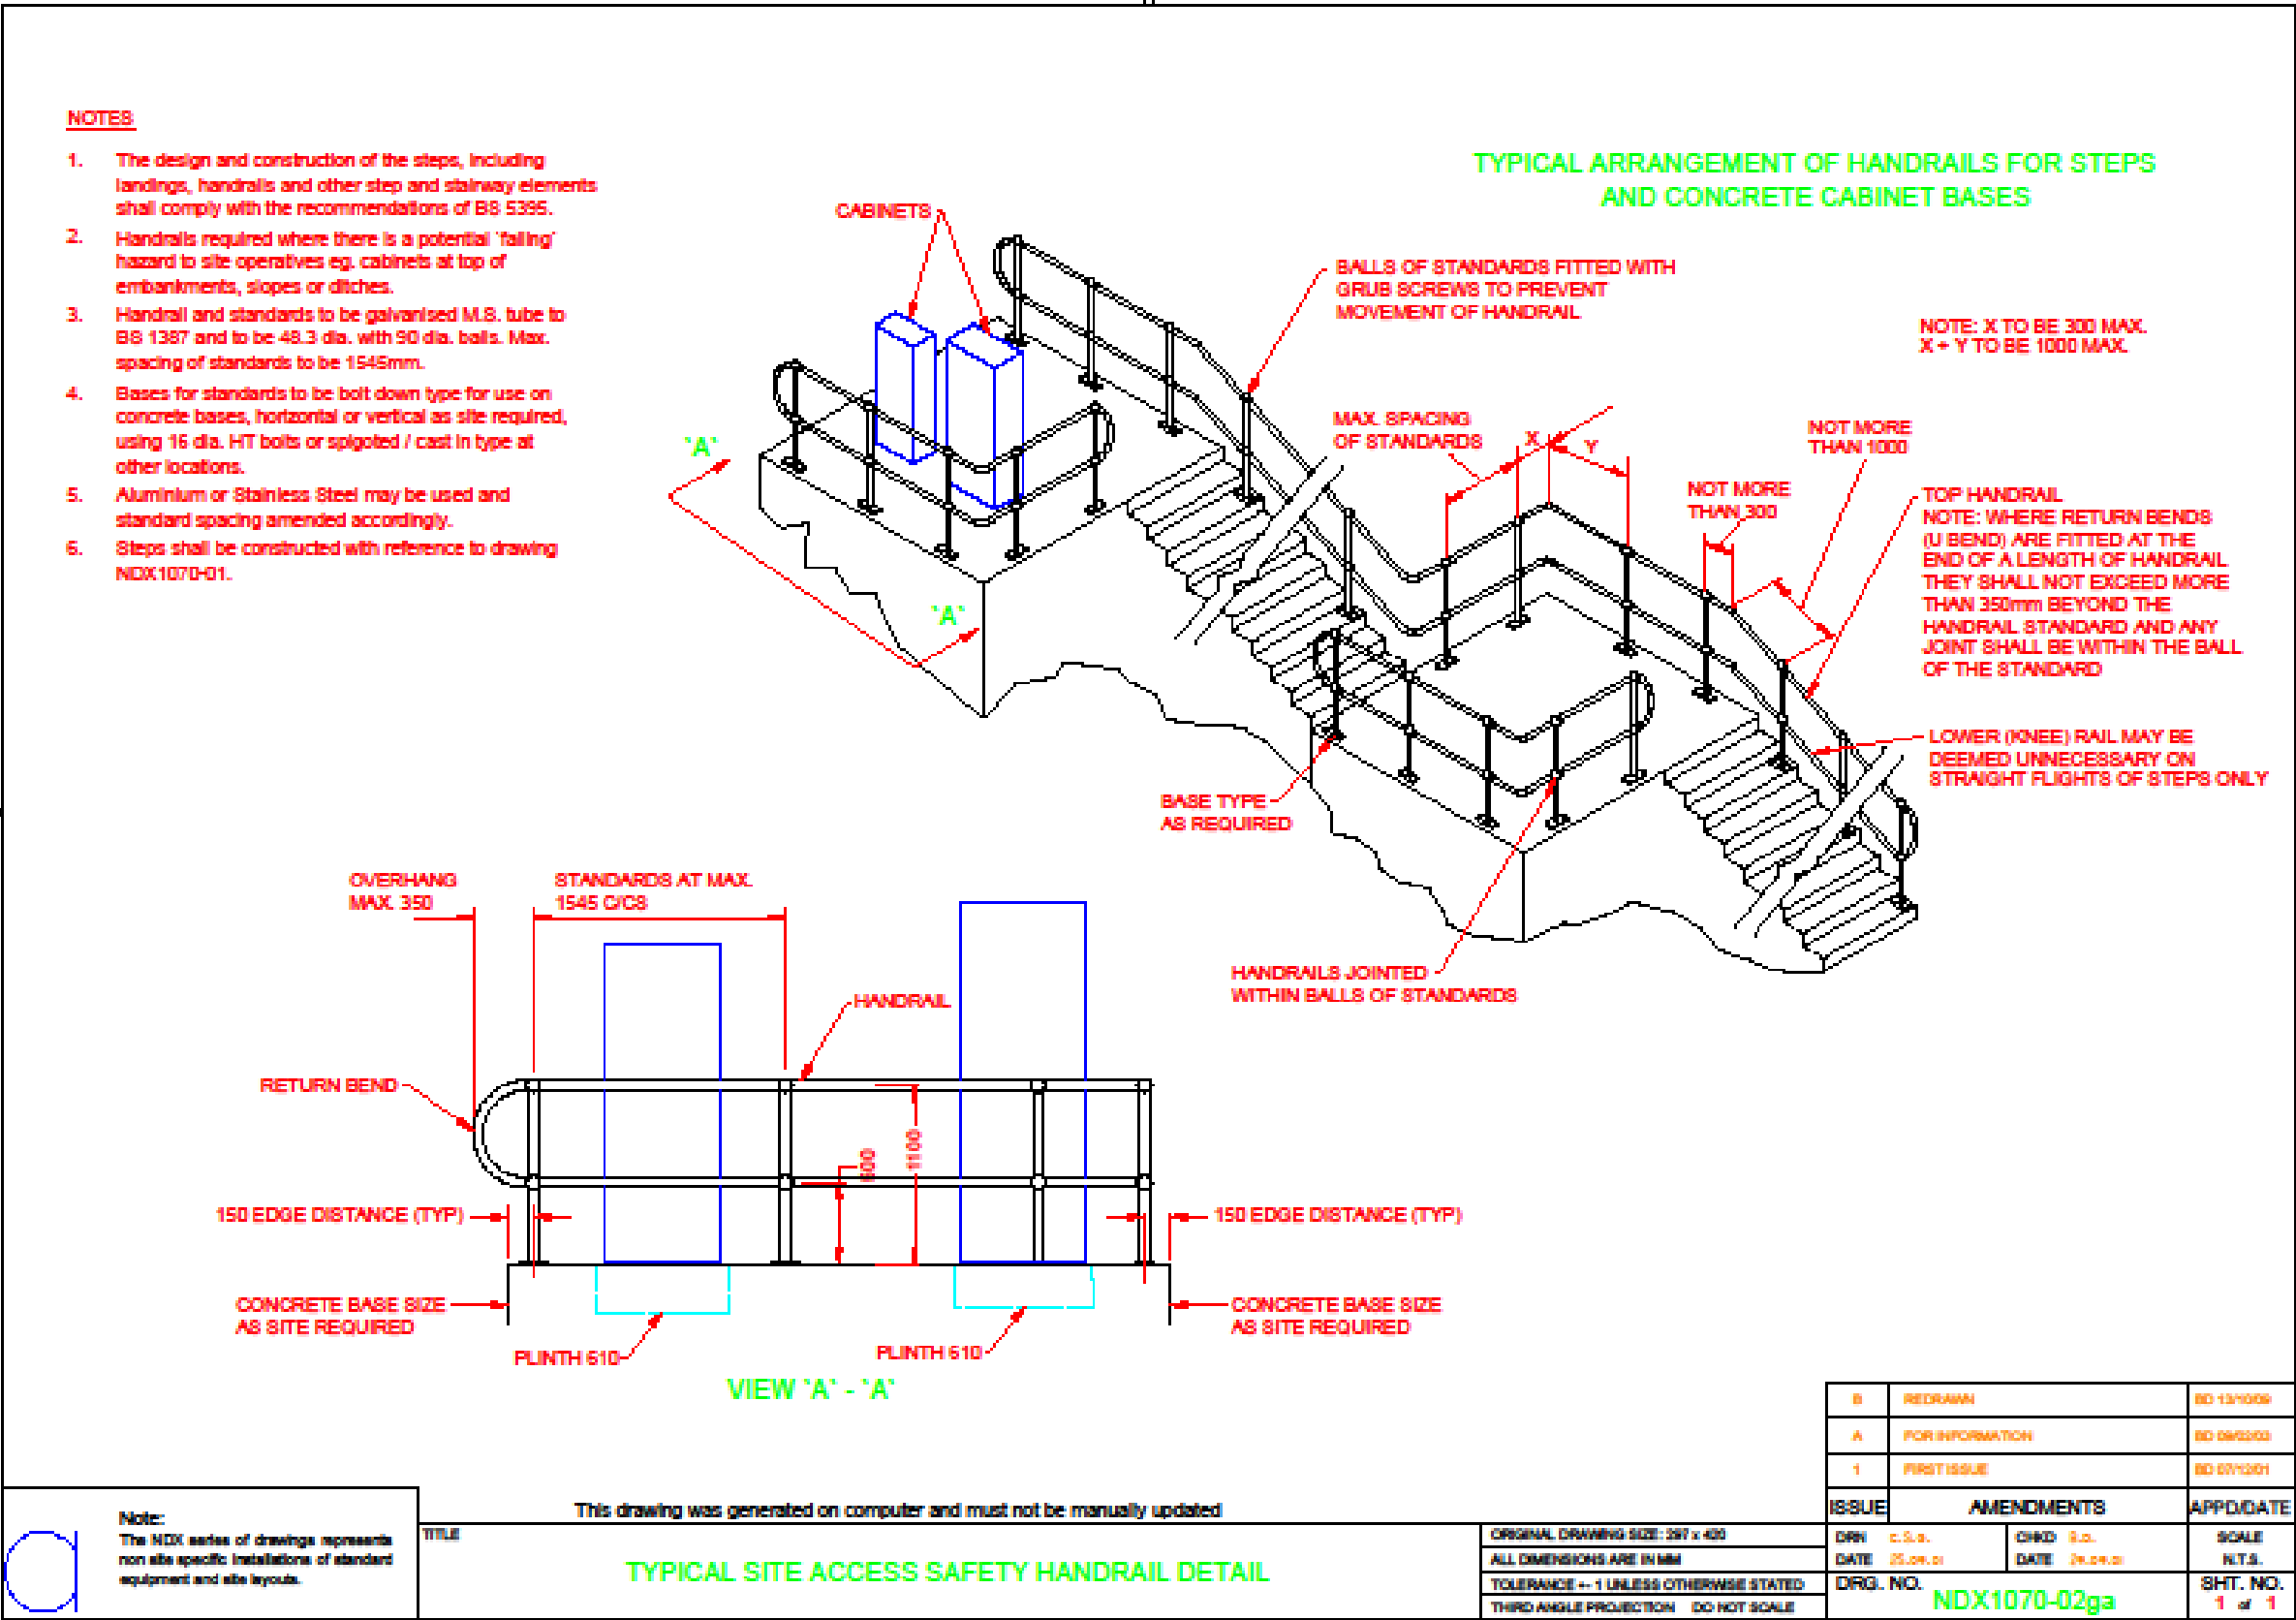 NOTES
1. The design and construction of the steps, including
landings, handrails and other step and stairway elements
shall comply with the recommendations of BS 5395.
2. Handrails required where there is a potential `falling'
hazard to site operatives eg. cabinets at top of
embankments, slopes or ditches.
3. Handrail and standards to be galvanised M.S. tube to
BS 1387 and to be 48.3 dia. with 90 dia. balls. Max.
spacing of standards to be 1545mm.
4. Bases for standards to be bolt down type for use on
concrete bases, horizontal or vertical as site required,
using 16 dia. HT bolts or spigoted / cast in type at
other locations.
5. Aluminium or Stainless Steel may be used and
standard spacing amended accordingly.
6. Steps shall be constructed with reference to drawing
NDX1070-01.
TYPICAL ARRANGEMENT OF HANDRAILS FOR STEPS
AND CONCRETE CABINET BASES
CABINETS
BALLS OF STANDARDS FITTED WITH
GRUB SCREWS TO PREVENT
MOVEMENT OF HANDRAIL
NOTE: X TO BE 300 MAX.
X + Y TO BE 1000 MAX.
MAX. SPACING
OF STANDARDS
X
Y
NOT MORE
THAN 1000
NOT MORE
THAN 300
TOP HANDRAIL
NOTE: WHERE RETURN BENDS
(U BEND) ARE FITTED AT THE
END OF A LENGTH OF HANDRAIL
THEY SHALL NOT EXCEED MORE
THAN 350mm BEYOND THE
HANDRAIL STANDARD AND ANY
JOINT SHALL BE WITHIN THE BALL
OF THE STANDARD
`A'
`A'
LOWER (KNEE) RAIL MAY BE
DEEMED UNNECESSARY ON
STRAIGHT FLIGHTS OF STEPS ONLY
BASE TYPE
AS REQUIRED
HANDRAILS JOINTED
WITHIN BALLS OF STANDARDS
OVERHANG
MAX. 350
STANDARDS AT MAX.
1545 C/CS
HANDRAIL
RETURN BEND
1100
150 EDGE DISTANCE (TYP)
150 EDGE DISTANCE (TYP)
CONCRETE BASE SIZE
AS SITE REQUIRED
CONCRETE BASE SIZE
AS SITE REQUIRED
PLINTH 610
PLINTH 610
VIEW `A' - `A'
B REDRAWN BD 13/10/09
A FOR INFORMATION BD
1 FIRST ISSUE BD 07/12/01
ISSUE AMENDMENTS APPD/DATE
Note:
The NDX series of drawings represents
non site specific installations of standard
equipment and site layouts.
This drawing was generated on computer and must not be manually updated
TITLE
TYPICAL SITE ACCESS SAFETY HANDRAIL DETAIL
ORIGINAL DRAWING SIZE: 297 x 420
ALL DIMENSIONS ARE IN MM
TOLERANCE +- 1 UNLESS OTHERWISE STATED
THIRD ANGLE PROJECTION DO NOT SCALE
DRN CHKD SCALE
DATE DATE N.T.S.
DRG. NO. NDX1070-02ga
SHT. NO.
1 of 1